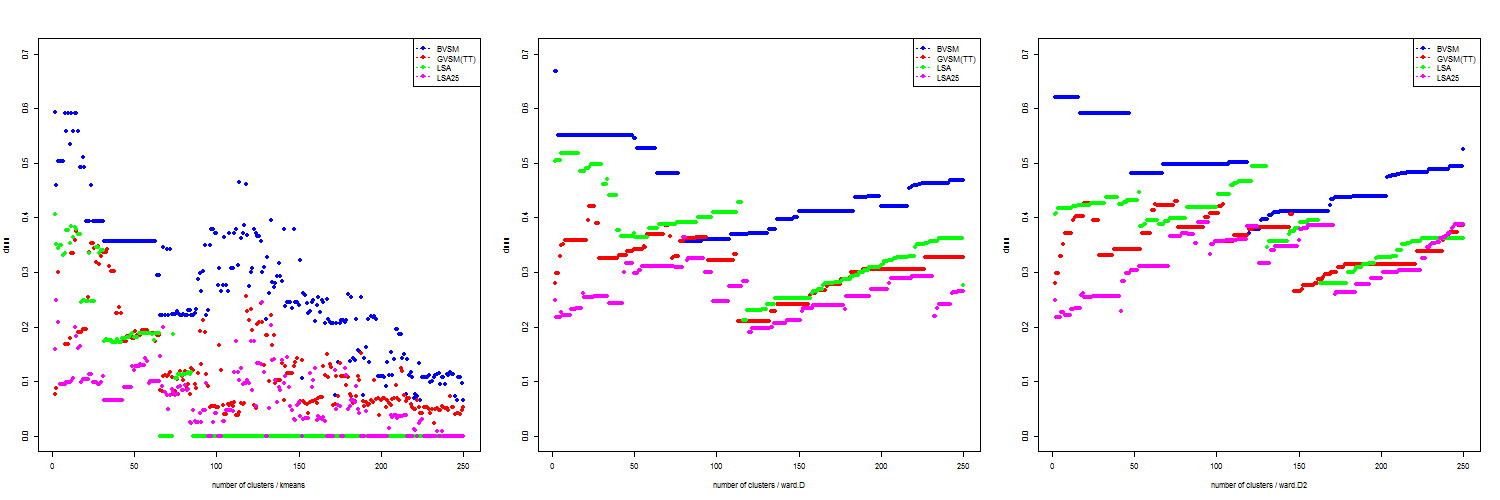 0.7
0.6
0.5
0.4
0.3
0.2
0.1
0.0
dunn
0
50
100
150
200
250
number of clusters / kmeans
BVSM
GVSM(TT)
LSA
LSA25
0.7
0.6
0.5
0.4
0.3
0.2
0.1
0.0
dunn
0
50
100
150
200
250
number of clusters / ward.D
BVSM
GVSM(TT)
LSA
LSA25
0.7
0.6
0.5
0.4
0.3
0.2
0.1
0.0
dunn
0
50
100
150
200
250
number of clusters / ward.D2
BVSM
GVSM(TT)
LSA
LSA25